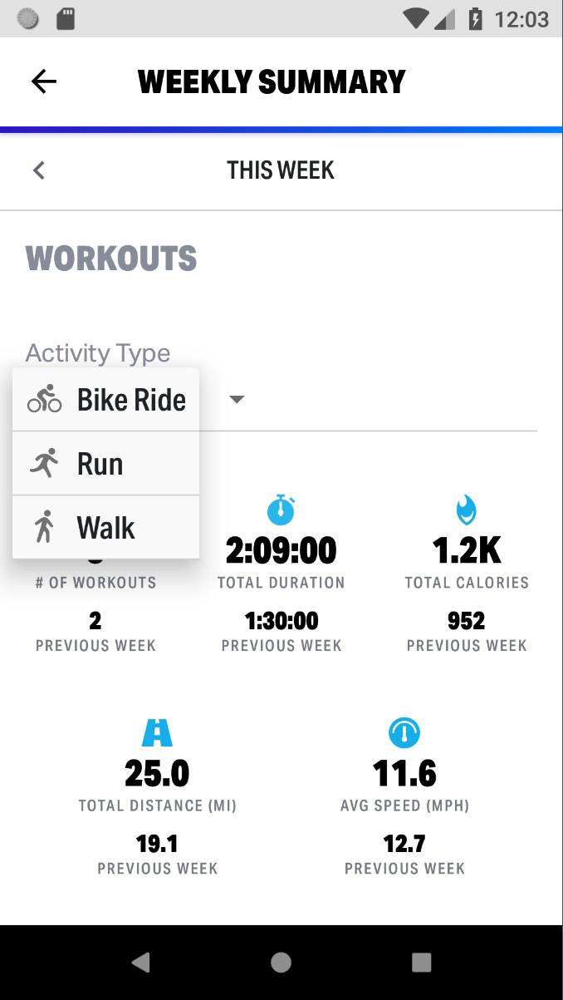 12:03
WEEKLY SUMMARY
THIS WEEK
WORKOUTS
Activity Type
Bike Ride
Run
Walk
2:09:00 1.2K
# OF WORKOUTS TOTAL DURATION TOTAL CALORIES
2 1:30:00 952
PREVIOUS WEEK PREVIOUS WEEK PREVIOUS WEEK
25.0 11.6
TOTAL DISTANCE (MI) AVG SPEED (MPH)
19.1 12.7
PREVIOUS WEEK PREVIOUS WEEK